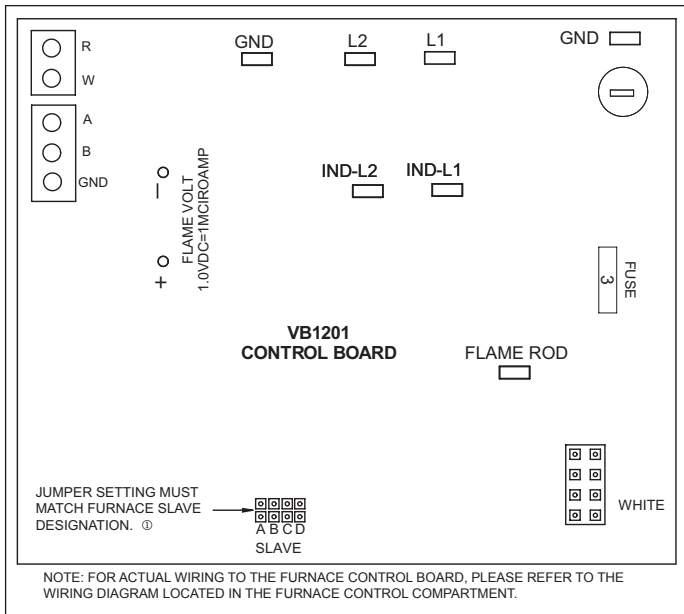 GND L2 L1 GND
R
W
A
B
GND
IND-L2 IND-L1
− + FLAME VOLT
1.0VDC=1MCIROAMP
3 FUSE
VB1201
CONTROL BOARD
FLAME ROD
JUMPER SETTING MUST
MATCH FURNACE SLAVE
DESIGNATION. ①
A B C D
SLAVE
WHITE
NOTE: FOR ACTUAL WIRING TO THE FURNACE CONTROL BOARD, PLEASE REFER TO THE
WIRING DIAGRAM LOCATED IN THE FURNACE CONTROL COMPARTMENT.